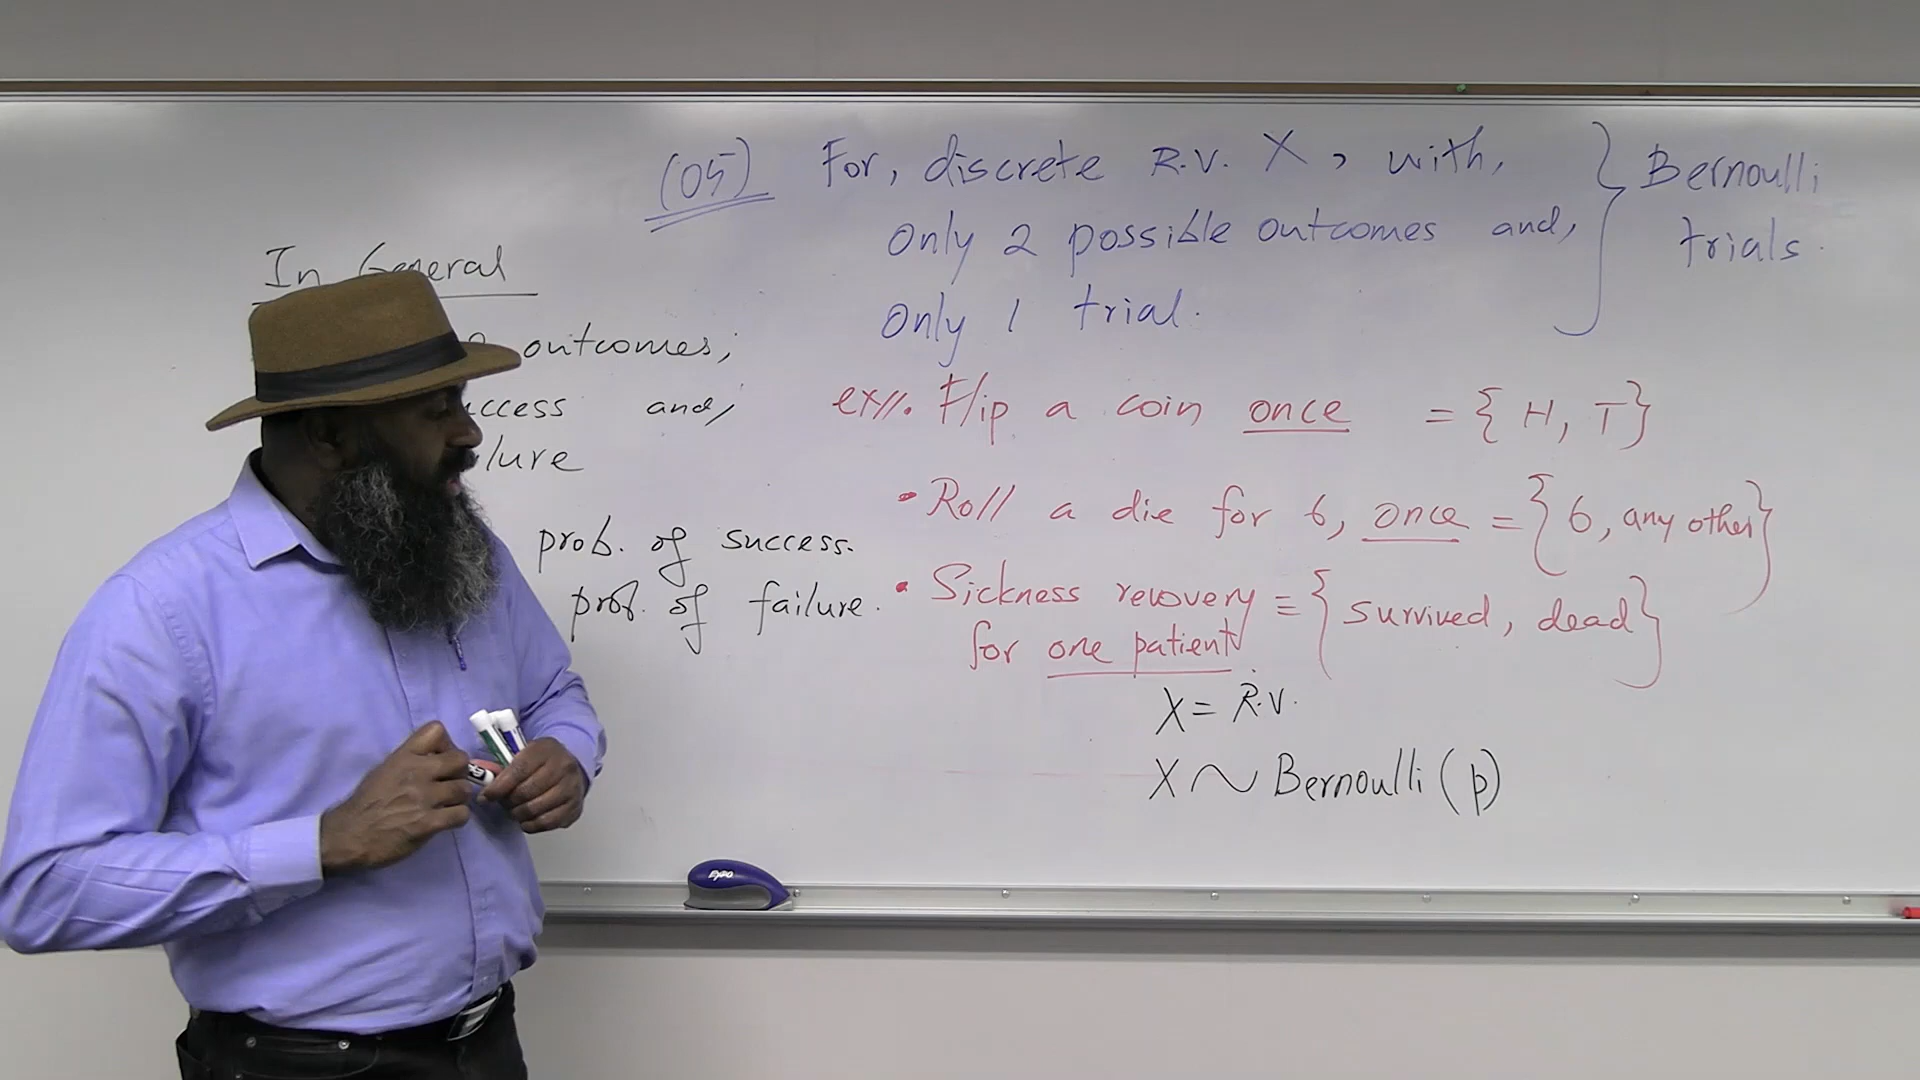 (05) For, discrete R.V. X, with,
Only 2 possible outcomes and,
Only 1 trial.
} Bernoulli
trials.
In General
outcomes;
and,
prob. of success.
prob. of failure.
ex//. Flip a coin once = { H, T}
• Roll a die for 6, once = {6, any other}
• Sickness recovery ≡ {survived, dead}
for one patient
X = R.V.
X ~ Bernoulli (p)
EXPO